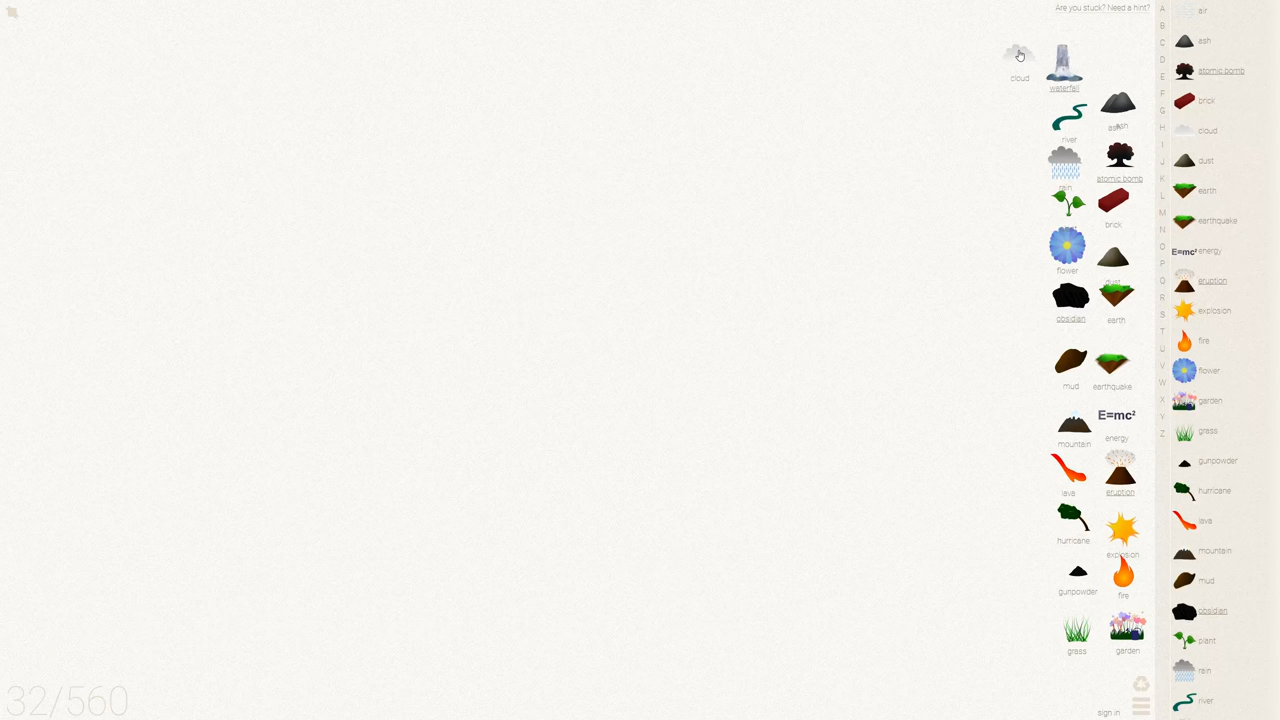 Are you stuck? Need a hint?
cloud
waterfall
river
ash
rain
atomic bomb
brick
flower
dust
obsidian
earth
mud
earthquake
E=mc²
mountain
energy
lava
eruption
hurricane
explosion
gunpowder
fire
grass
garden
32/560
sign in
A
B
C
D
E
F
G
H
I
J
K
L
M
N
O
P
Q
R
S
T
U
V
W
X
Y
Z
air
ash
atomic bomb
brick
cloud
dust
earth
earthquake
E=mc² energy
eruption
explosion
fire
flower
garden
grass
gunpowder
hurricane
lava
mountain
mud
obsidian
plant
rain
river